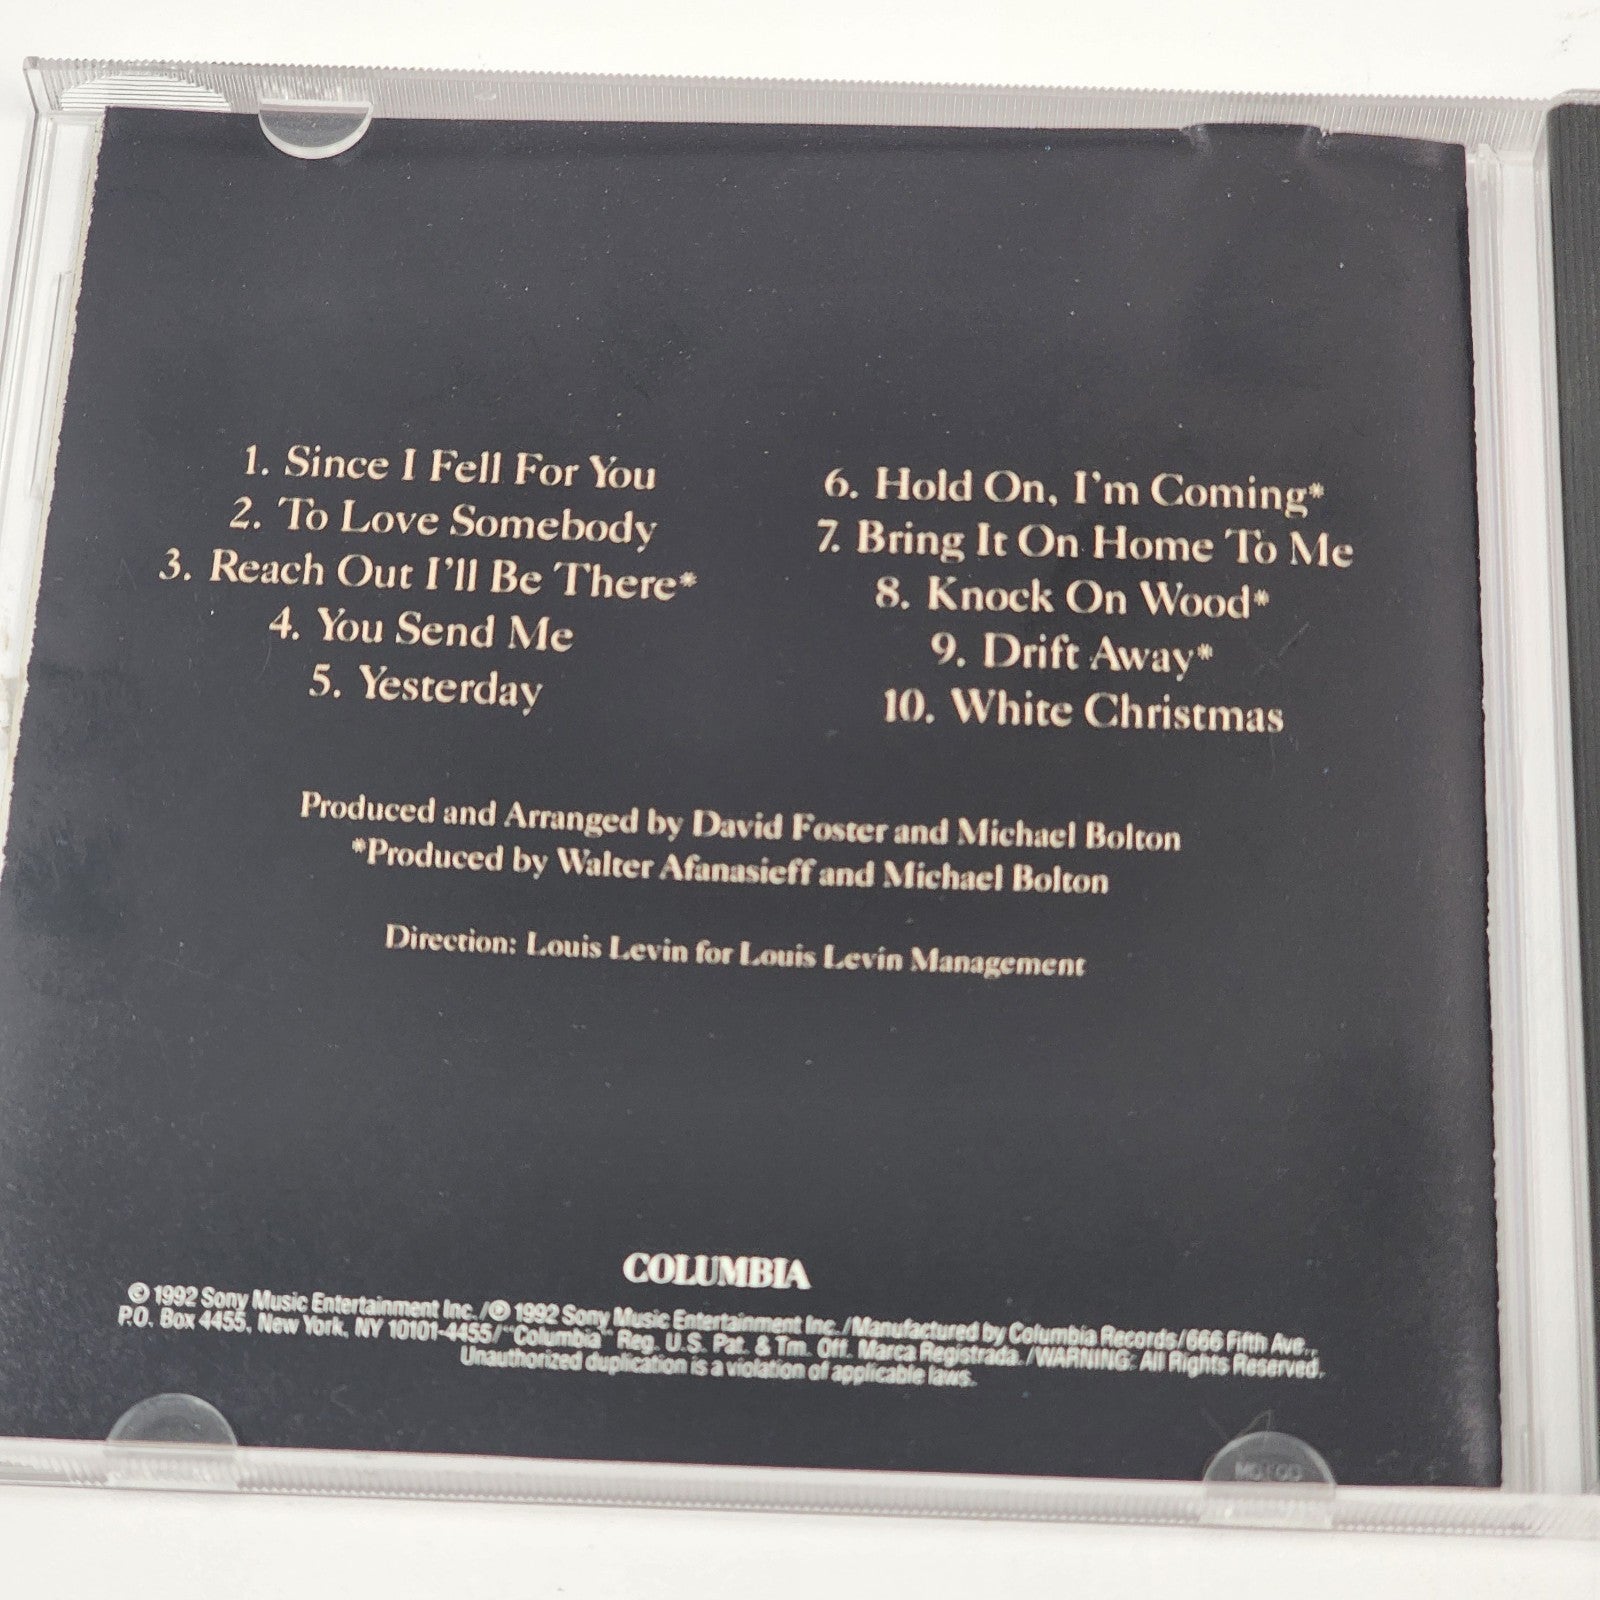 1. Since I Fell For You
2. To Love Somebody
3. Reach Out I'll Be There*
4. You Send Me
5. Yesterday
6. Hold On, I'm Coming*
7. Bring It On Home To Me
8. Knock On Wood*
9. Drift Away*
10. White Christmas
Produced and Arranged by David Foster and Michael Bolton
*Produced by Walter Afanasieff and Michael Bolton
Direction: Louis Levin for Louis Levin Management
COLUMBIA
© 1992 Sony Music Entertainment Inc./℗ 1992 Sony Music Entertainment Inc./Manufactured by Columbia Records/666 Fifth Ave.,
P.O. Box 4455, New York, NY 10101-4455/"Columbia" Reg. U.S. Pat. & Tm. Off. Marca Registrada./WARNING: All Rights Reserved.
Unauthorized duplication is a violation of applicable laws.